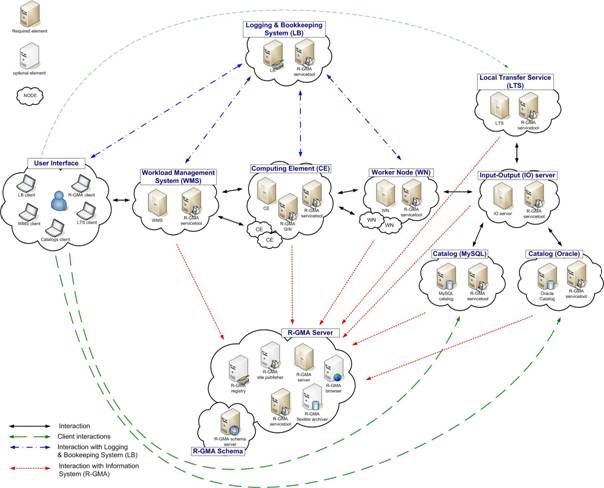 Required element
optional element
NODE
Logging & Bookkeeping
System (LB)
LB
R-GMA
servicetool
Local Transfer Service
(LTS)
LTS
R-GMA
servicetool
User Interface
LB client
R-GMA client
WMS client
LTS client
Catalogs client
Workload Management
System (WMS)
WMS
R-GMA
servicetool
Computing Element (CE)
CE
R-GMA
servicetool
R-GMA
GIN
CE
CE
Worker Node (WN)
WN
R-GMA
servicetool
WN
WN
Input-Output (IO) server
IO server
R-GMA
servicetool
Catalog (MySQL)
MySQL
catalog
R-GMA
servicetool
Catalog (Oracle)
Oracle
Catalog
R-GMA
servicetool
R-GMA Server
R-GMA
registry
R-GMA
site publisher
R-GMA
server
R-GMA
browser
R-GMA
servicetool
R-GMA
flexible archiver
R-GMA schema
server
R-GMA Schema
Interaction
Client interactions
Interaction with Logging
& Bookeeping System (LB)
Interaction with Information
System (R-GMA)